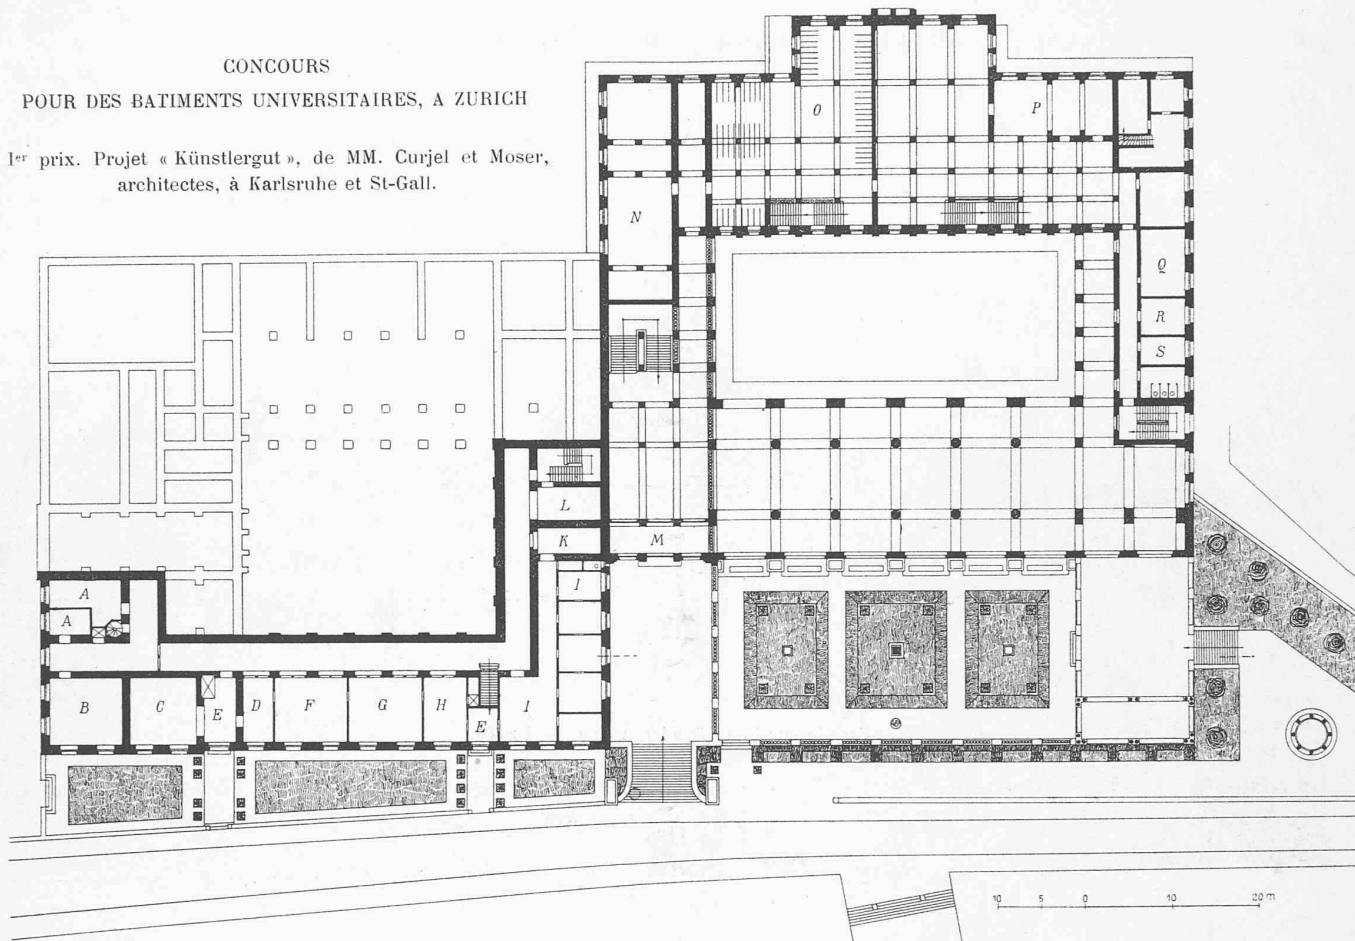 CONCOURS
POUR DES BATIMENTS UNIVERSITAIRES, A ZURICH
1er prix. Projet « Künstlergut », de MM. Curjel et Moser,
architectes, à Karlsruhe et St-Gall.
O
P
N
Q
R
S
L
K
M
A
I
A
B
C
E
D
F
G
H
E
I
10 5 0 10 20 m